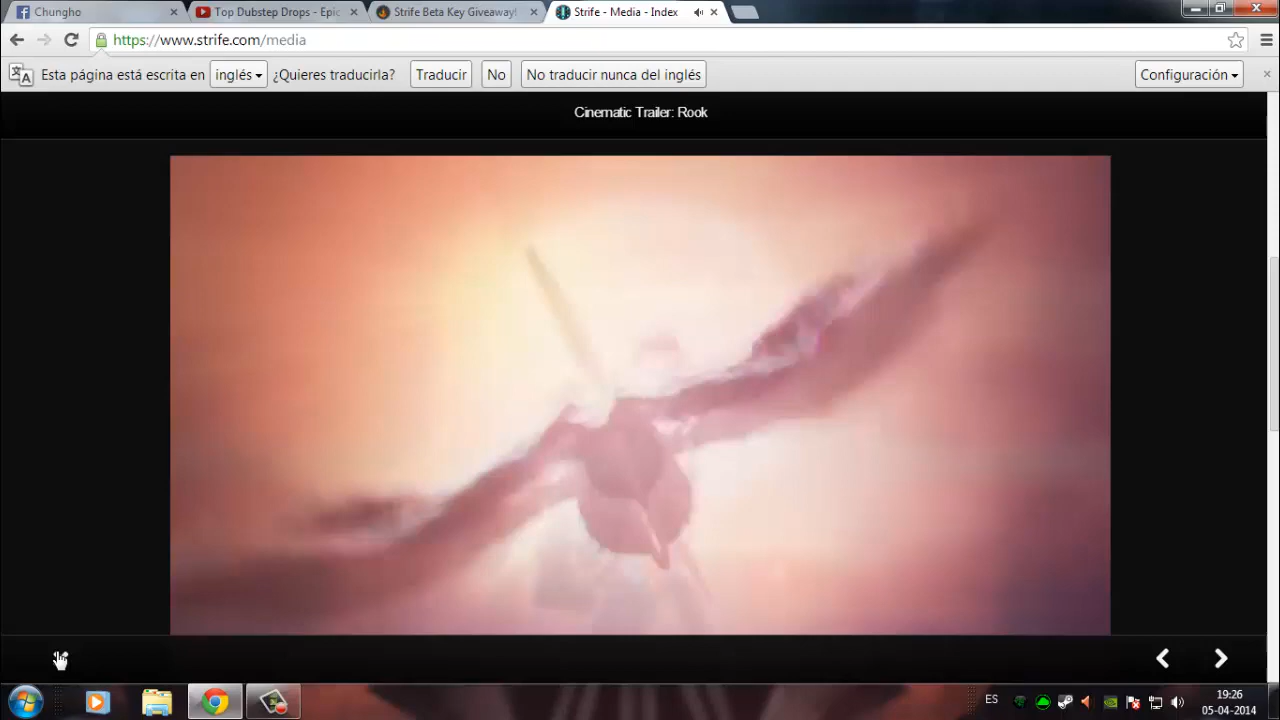 Chungho
Top Dubstep Drops - Epic
Strife Beta Key Giveaway!
Strife - Media - Index
https://www.strife.com/media
Esta página está escrita en inglés ¿Quieres traducirla? Traducir No No traducir nunca del inglés Configuración
Cinematic Trailer: Rook
ES
19:26
05-04-2014